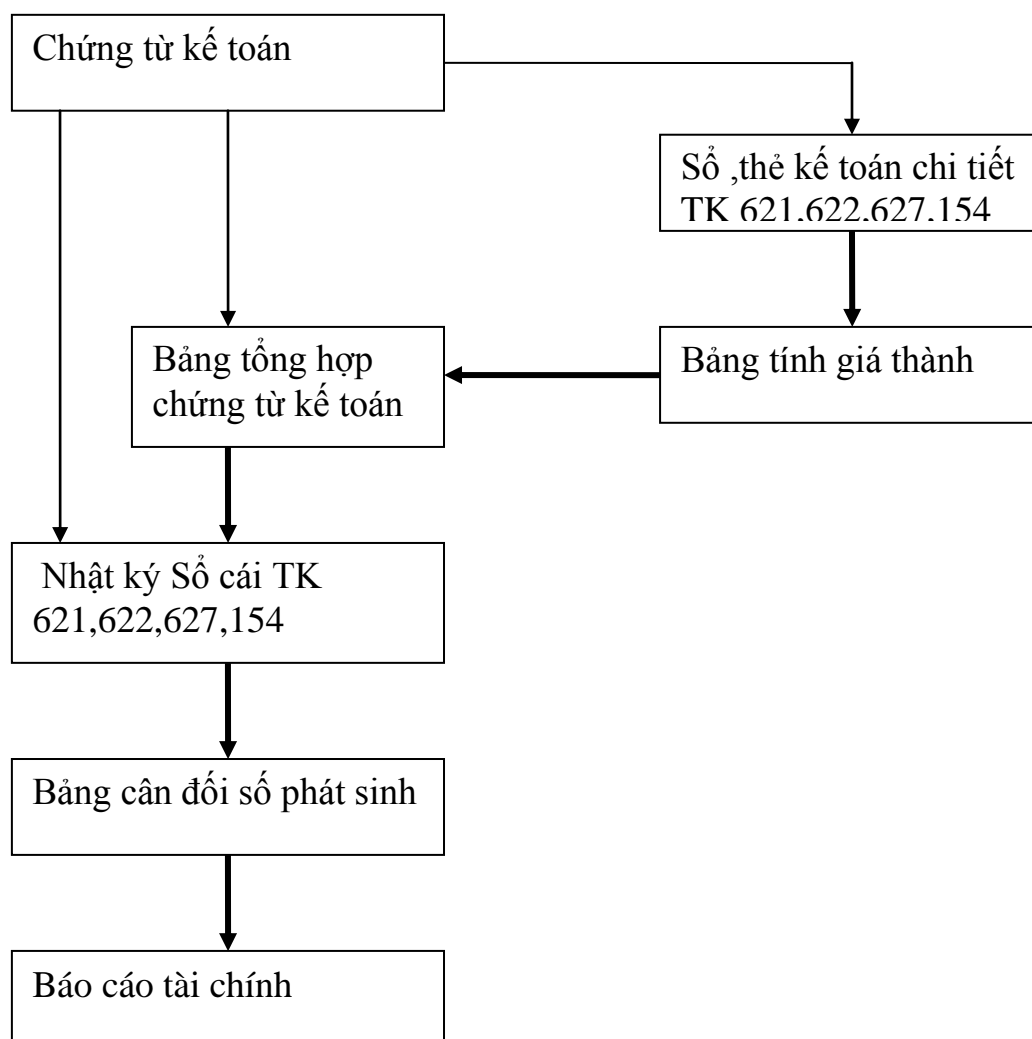 Chứng từ kế toán
Sổ ,thẻ kế toán chi tiết
TK 621,622,627,154
Bảng tổng hợp
chứng từ kế toán
Bảng tính giá thành
Nhật ký Sổ cái TK
621,622,627,154
Bảng cân đối số phát sinh
Báo cáo tài chính